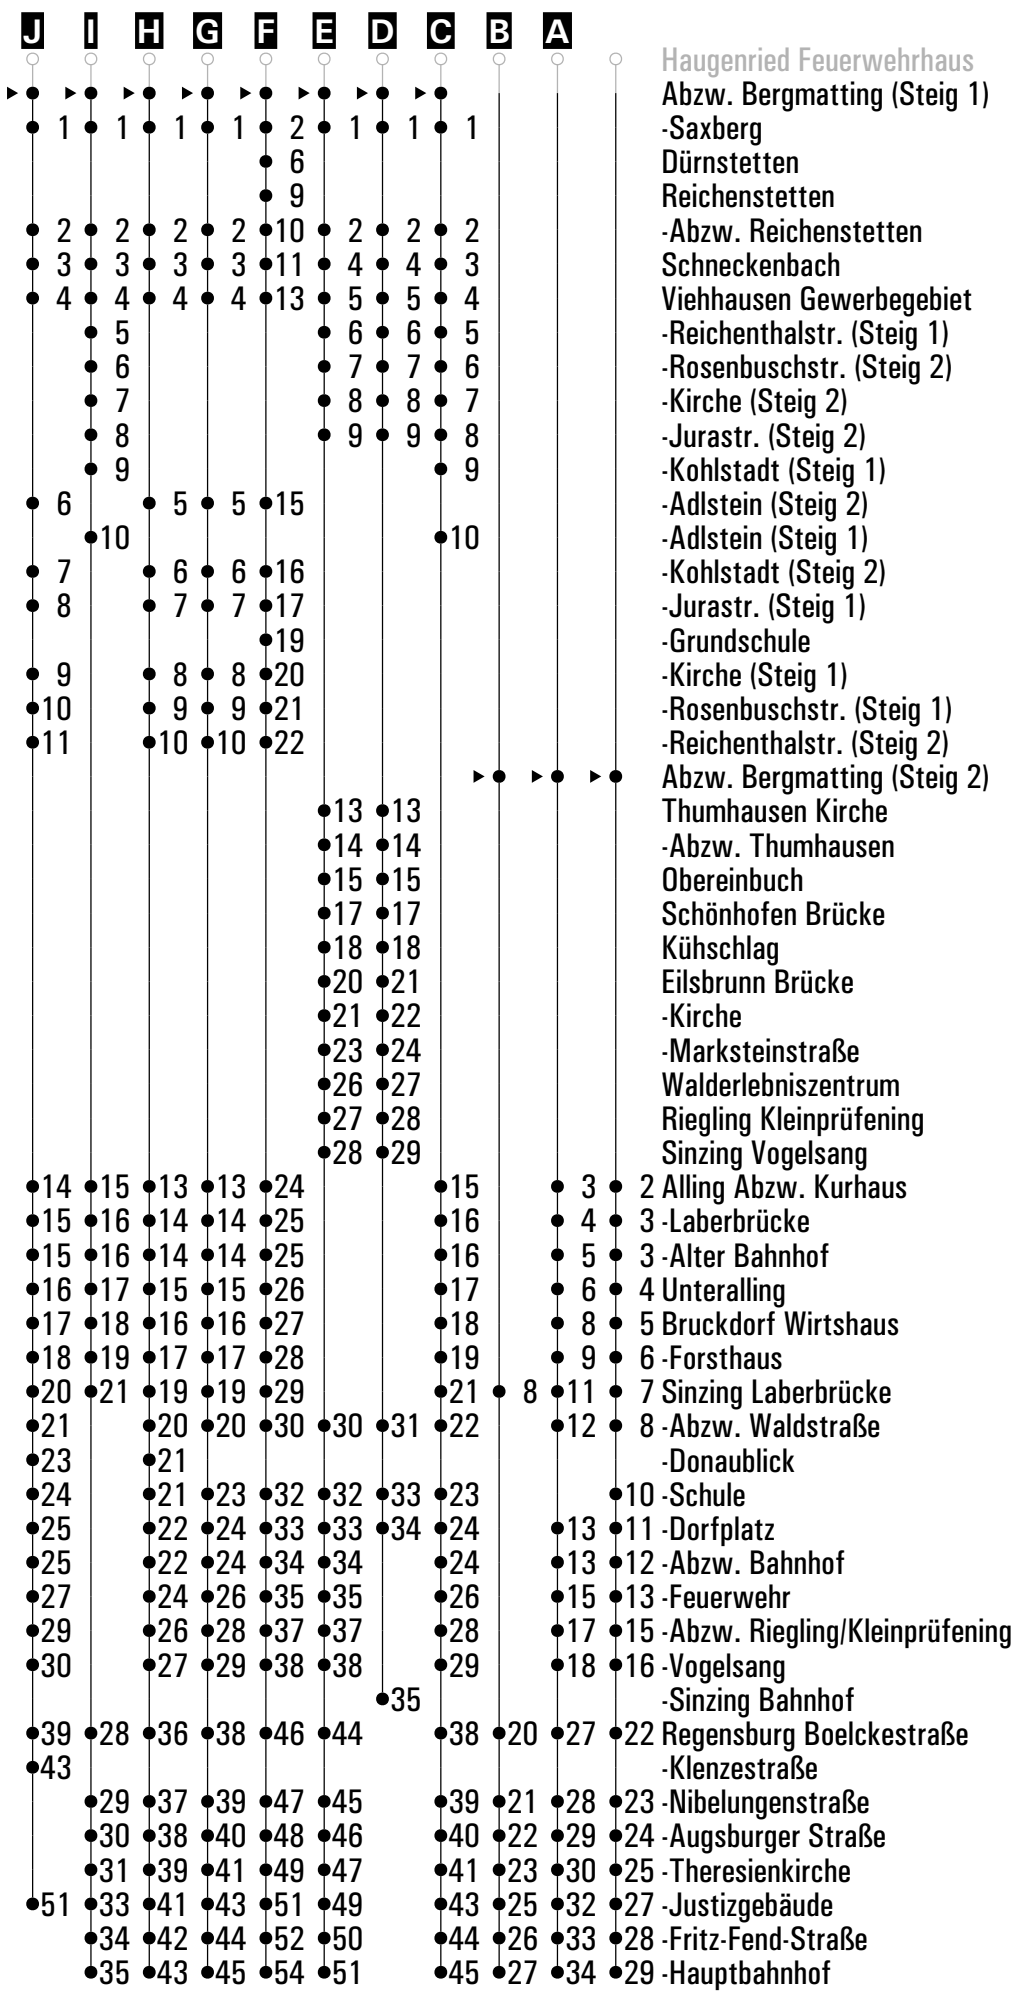 J I H G F E D C B A
Haugenried Feuerwehrhaus
Abzw. Bergmatting (Steig 1)
1 1 1 1 2 1 1 1 -Saxberg
6 Dürnstetten
9 Reichenstetten
2 2 2 2 10 2 2 2 -Abzw. Reichenstetten
3 3 3 3 11 4 4 3 Schneckenbach
4 4 4 4 13 5 5 4 Viehhausen Gewerbegebiet
5 6 6 5 -Reichenthalstr. (Steig 1)
6 7 7 6 -Rosenbuschstr. (Steig 2)
7 8 8 7 -Kirche (Steig 2)
8 9 9 8 -Jurastr. (Steig 2)
9 9 -Kohlstadt (Steig 1)
6 5 5 15 -Adlstein (Steig 2)
10 10 -Adlstein (Steig 1)
7 6 6 16 -Kohlstadt (Steig 2)
8 7 7 17 -Jurastr. (Steig 1)
19 -Grundschule
9 8 8 20 -Kirche (Steig 1)
10 9 9 21 -Rosenbuschstr. (Steig 1)
11 10 10 22 -Reichenthalstr. (Steig 2)
Abzw. Bergmatting (Steig 2)
13 13 Thumhausen Kirche
14 14 -Abzw. Thumhausen
15 15 Obereinbuch
17 17 Schönhofen Brücke
18 18 Kühschlag
20 21 Eilsbrunn Brücke
21 22 -Kirche
23 24 -Marksteinstraße
26 27 Walderlebniszentrum
27 28 Riegling Kleinprüfening
28 29 Sinzing Vogelsang
14 15 13 13 24 15 3 2 Alling Abzw. Kurhaus
15 16 14 14 25 16 4 3 -Laberbrücke
15 16 14 14 25 16 5 3 -Alter Bahnhof
16 17 15 15 26 17 6 4 Unteralling
17 18 16 16 27 18 8 5 Bruckdorf Wirtshaus
18 19 17 17 28 19 9 6 -Forsthaus
20 21 19 19 29 21 8 11 7 Sinzing Laberbrücke
21 20 20 30 30 31 22 12 8 -Abzw. Waldstraße
23 21 -Donaublick
24 21 23 32 32 33 23 10 -Schule
25 22 24 33 33 34 24 13 11 -Dorfplatz
25 22 24 34 34 24 13 12 -Abzw. Bahnhof
27 24 26 35 35 26 15 13 -Feuerwehr
29 26 28 37 37 28 17 15 -Abzw. Riegling/Kleinprüfening
30 27 29 38 38 29 18 16 -Vogelsang
35 -Sinzing Bahnhof
39 28 36 38 46 44 38 20 27 22 Regensburg Boelckestraße
43 -Klenzestraße
29 37 39 47 45 39 21 28 23 -Nibelungenstraße
30 38 40 48 46 40 22 29 24 -Augsburger Straße
31 39 41 49 47 41 23 30 25 -Theresienkirche
51 33 41 43 51 49 43 25 32 27 -Justizgebäude
34 42 44 52 50 44 26 33 28 -Fritz-Fend-Straße
35 43 45 54 51 45 27 34 29 -Hauptbahnhof